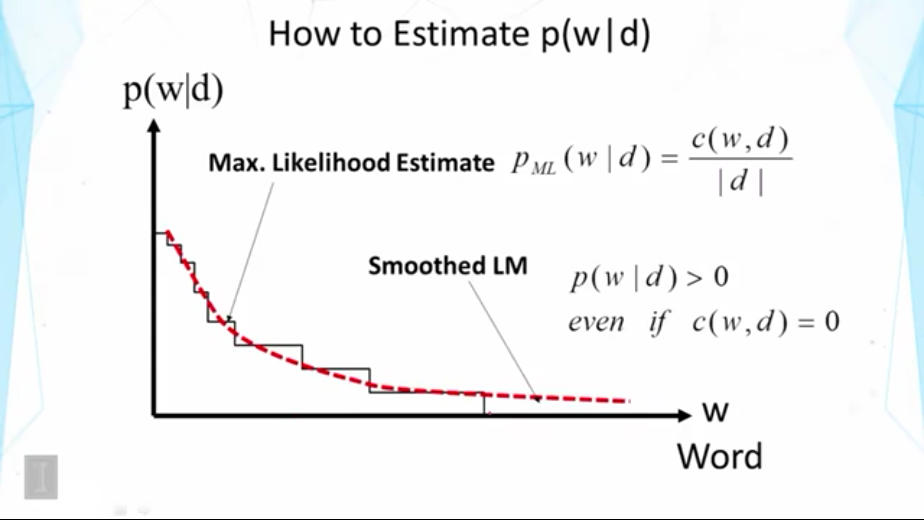 How to Estimate p(w|d)
p(w|d)
Max. Likelihood Estimate p_ML (w | d) = c(w,d) / |d|
Smoothed LM
p(w | d) > 0
even if c(w,d) = 0
w
Word
I